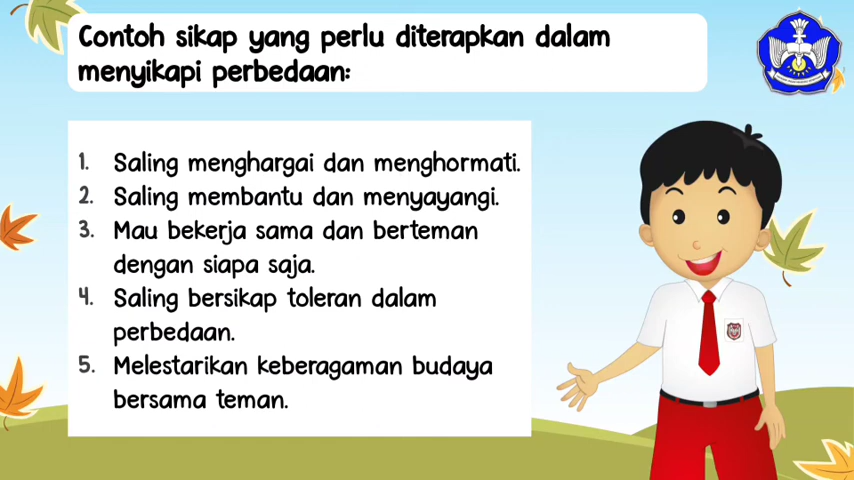 Contoh sikap yang perlu diterapkan dalam
menyikapi perbedaan:
1. Saling menghargai dan menghormati.
2. Saling membantu dan menyayangi.
3. Mau bekerja sama dan berteman
dengan siapa saja.
4. Saling bersikap toleran dalam
perbedaan.
5. Melestarikan keberagaman budaya
bersama teman.